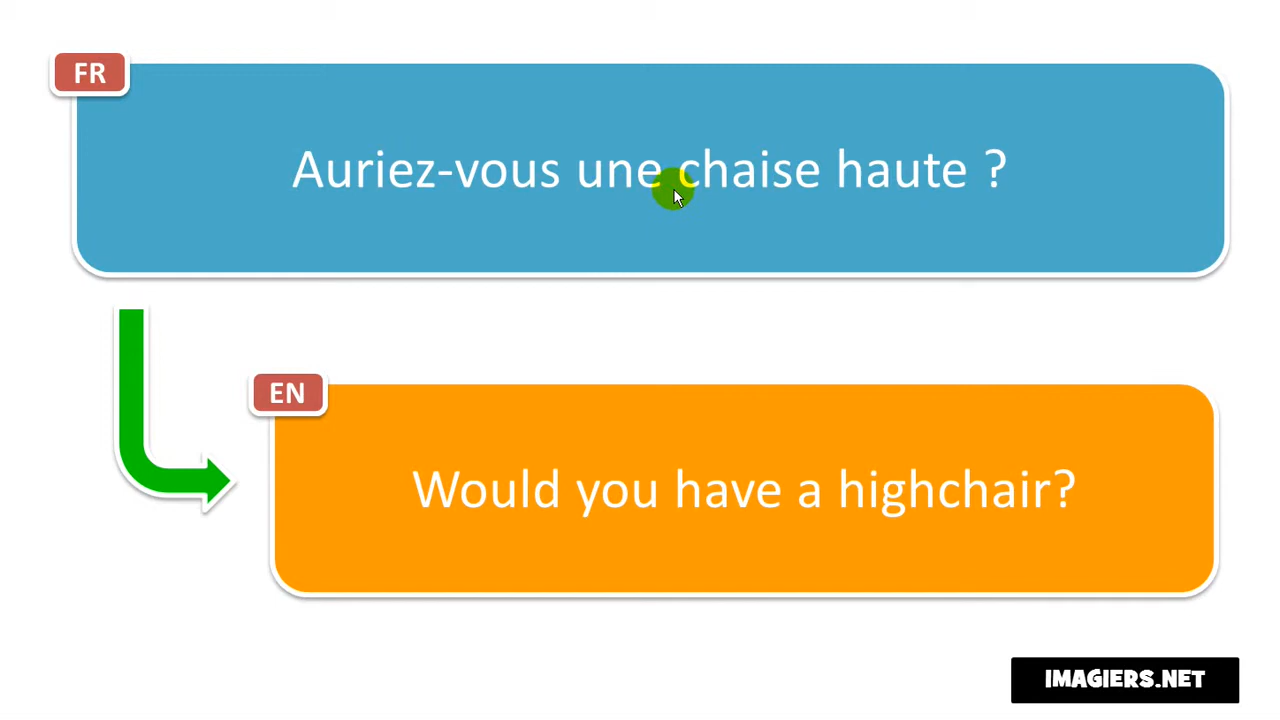 FR
Auriez-vous une chaise haute ?
EN
Would you have a highchair?
IMAGIERS.NET